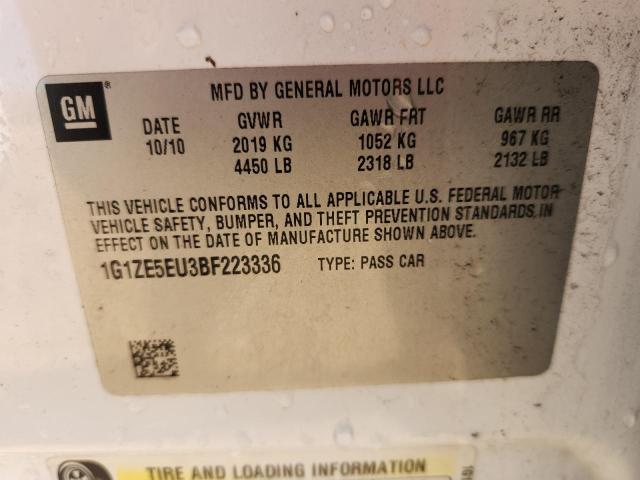 GM ® MFD BY GENERAL MOTORS LLC
DATE GVWR GAWR FRT GAWR RR
10/10 2019 KG 1052 KG 967 KG
4450 LB 2318 LB 2132 LB
THIS VEHICLE CONFORMS TO ALL APPLICABLE U.S. FEDERAL MOTOR
VEHICLE SAFETY, BUMPER, AND THEFT PREVENTION STANDARDS IN
EFFECT ON THE DATE OF MANUFACTURE SHOWN ABOVE.
1G1ZE5EU3BF223336 TYPE: PASS CAR
TIRE AND LOADING INFORMATION